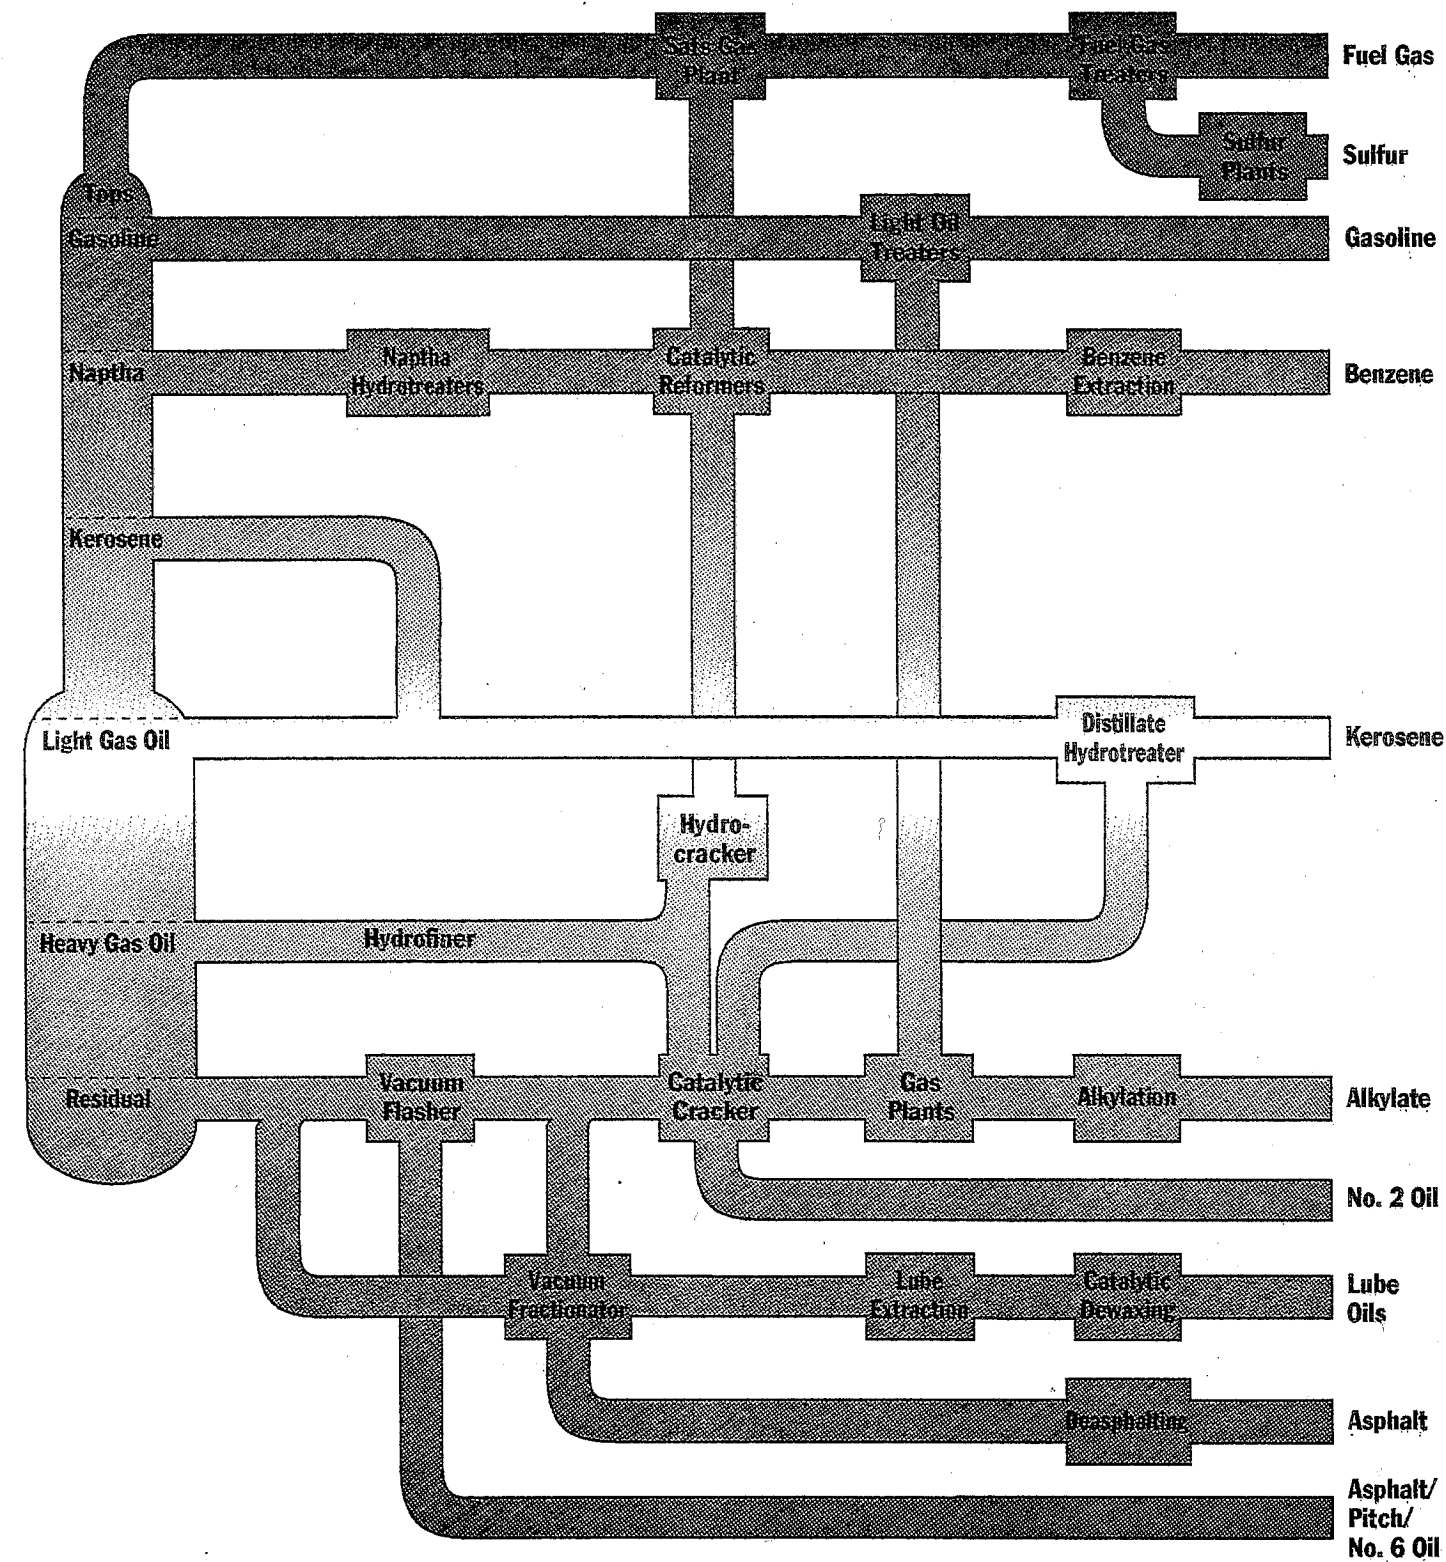 Sats Gas
Plant
Fuel Gas
Treaters
Fuel Gas
Sulfur
Plants
Sulfur
Tops
Gasoline
Light Oil
Treaters
Gasoline
Naptha
Naptha
Hydrotreaters
Catalytic
Reformers
Benzene
Extraction
Benzene
Kerosene
Light Gas Oil
Distillate
Hydrotreater
Kerosene
Hydro-
cracker
Heavy Gas Oil
Hydrofiner
Residual
Vacuum
Flasher
Catalytic
Cracker
Gas
Plants
Alkylation
Alkylate
No. 2 Oil
Vacuum
Fractionator
Lube
Extraction
Catalytic
Dewaxing
Lube
Oils
Deasphalting
Asphalt
Asphalt/
Pitch/
No. 6 Oil